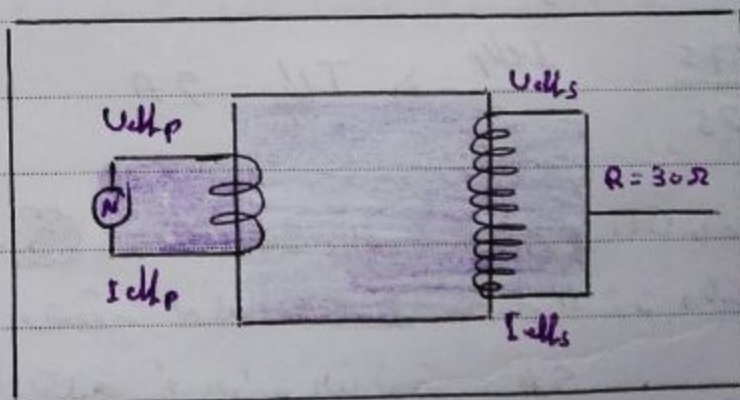 Ueff s
Ueff p
R = 30 Ω
N
Ieff p
Ieff s